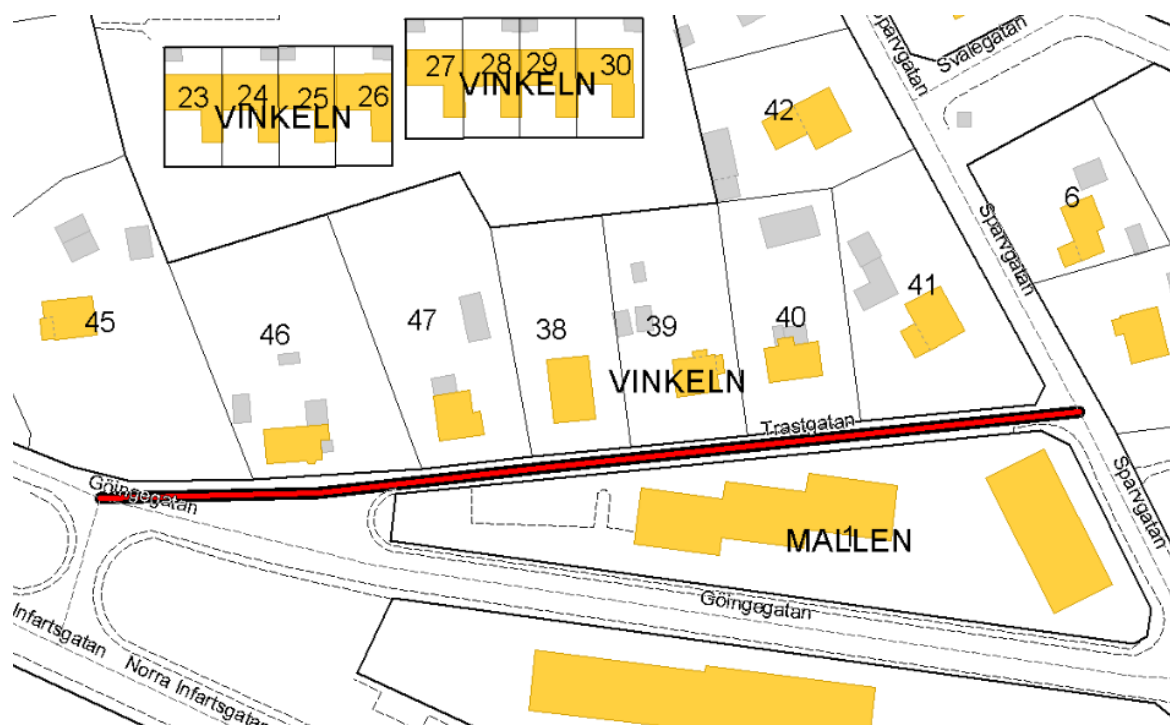 Sparvgatan
Svalegatan
27
28
29
30
VINKELN
23
24
25
26
VINKELN
42
6
Sparvgatan
45
46
47
38
39
40
41
VINKELN
Trastgatan
Göingegatan
Sparvgatan
MALLEN
1
Göingegatan
Infartsgatan
Norra Infartsgatan